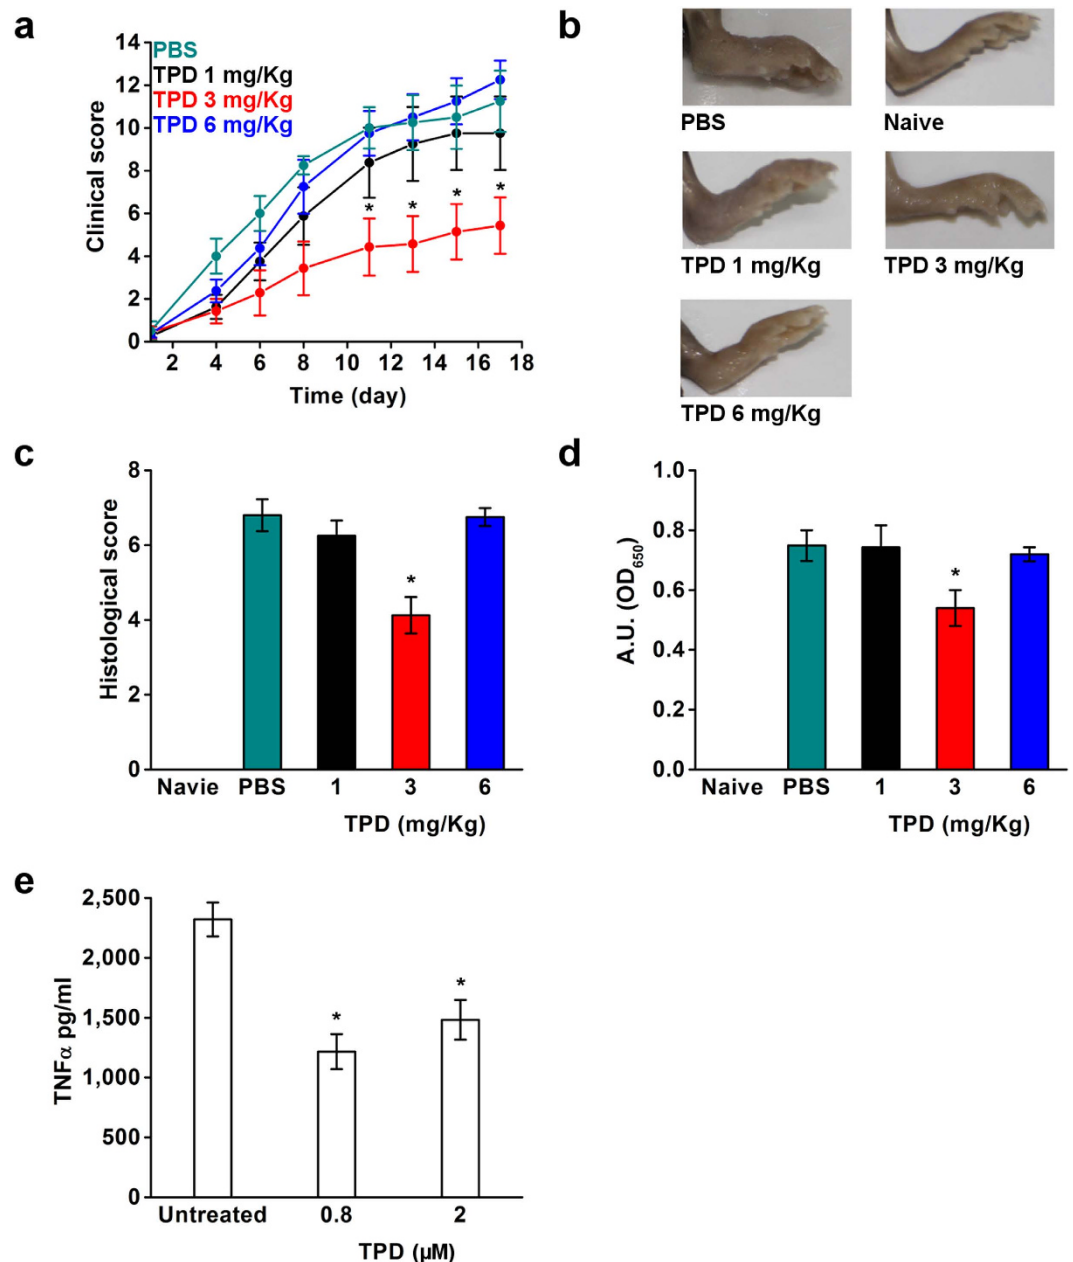 a
14
12
10
8
6
4
2
0
Clinical score
PBS
TPD 1 mg/Kg
TPD 3 mg/Kg
TPD 6 mg/Kg
* * * *
2 4 6 8 10 12 14 16 18
Time (day)
b
PBS
Naive
TPD 1 mg/Kg
TPD 3 mg/Kg
TPD 6 mg/Kg
c
8
6
4
2
0
Histological score
*
Navie PBS 1 3 6
TPD (mg/Kg)
d
1.0
0.8
0.6
0.4
0.2
0.0
A.U. (OD650)
*
Naive PBS 1 3 6
TPD (mg/Kg)
e
2,500
2,000
1,500
1,000
500
0
TNFα pg/ml
* *
Untreated 0.8 2
TPD (µM)